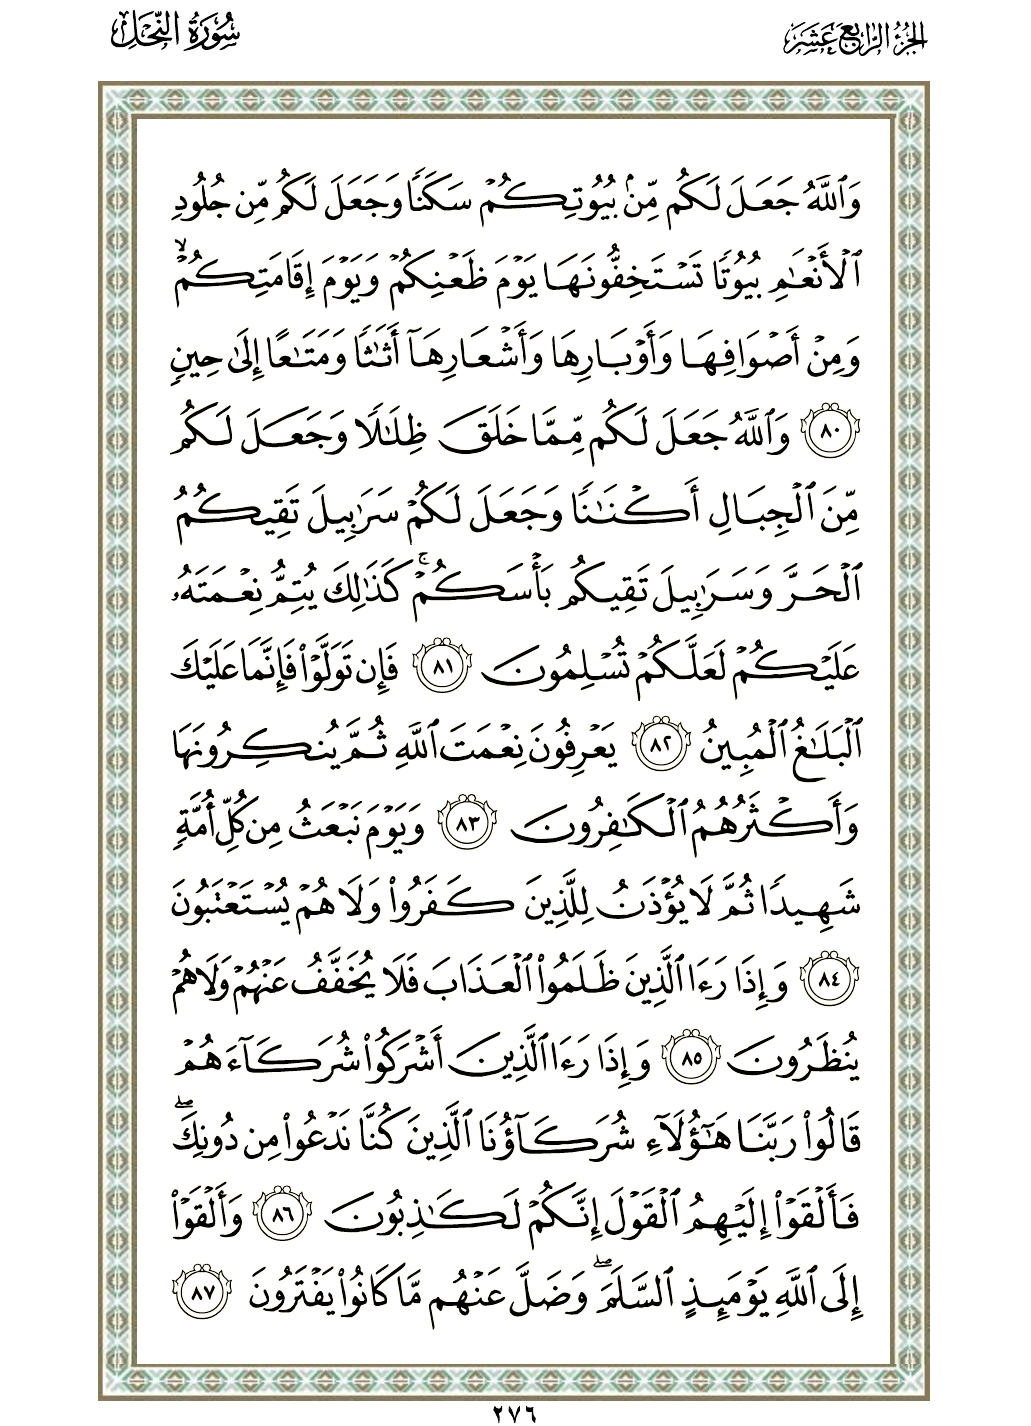 الجزء الرابع عشر
سورة النحل
وَٱللَّهُ جَعَلَ لَكُم مِّنۢ بُيُوتِكُمْ سَكَنًا وَجَعَلَ لَكُم مِّن جُلُودِ
ٱلْأَنْعَٰمِ بُيُوتًا تَسْتَخِفُّونَهَا يَوْمَ ظَعْنِكُمْ وَيَوْمَ إِقَامَتِكُمْ ۙ
وَمِنْ أَصْوَافِهَا وَأَوْبَارِهَا وَأَشْعَارِهَآ أَثَٰثًا وَمَتَٰعًا إِلَىٰ حِينٍ
٨٠ وَٱللَّهُ جَعَلَ لَكُم مِّمَّا خَلَقَ ظِلَٰلًا وَجَعَلَ لَكُم
مِّنَ ٱلْجِبَالِ أَكْنَٰنًا وَجَعَلَ لَكُمْ سَرَٰبِيلَ تَقِيكُمُ
ٱلْحَرَّ وَسَرَٰبِيلَ تَقِيكُم بَأْسَكُمْ ۚ كَذَٰلِكَ يُتِمُّ نِعْمَتَهُۥ
عَلَيْكُمْ لَعَلَّكُمْ تُسْلِمُونَ ٨١ فَإِن تَوَلَّوْا۟ فَإِنَّمَا عَلَيْكَ
ٱلْبَلَٰغُ ٱلْمُبِينُ ٨٢ يَعْرِفُونَ نِعْمَتَ ٱللَّهِ ثُمَّ يُنكِرُونَهَا
وَأَكْثَرُهُمُ ٱلْكَٰفِرُونَ ٨٣ وَيَوْمَ نَبْعَثُ مِن كُلِّ أُمَّةٍ
شَهِيدًا ثُمَّ لَا يُؤْذَنُ لِلَّذِينَ كَفَرُوا۟ وَلَا هُمْ يُسْتَعْتَبُونَ
٨٤ وَإِذَا رَءَا ٱلَّذِينَ ظَلَمُوا۟ ٱلْعَذَابَ فَلَا يُخَفَّفُ عَنْهُمْ وَلَا هُمْ
يُنظَرُونَ ٨٥ وَإِذَا رَءَا ٱلَّذِينَ أَشْرَكُوا۟ شُرَكَآءَهُمْ
قَالُوا۟ رَبَّنَا هَٰٓؤُلَآءِ شُرَكَآؤُنَا ٱلَّذِينَ كُنَّا نَدْعُوا۟ مِن دُونِكَ ۖ
فَأَلْقَوْا۟ إِلَيْهِمُ ٱلْقَوْلَ إِنَّكُمْ لَكَٰذِبُونَ ٨٦ وَأَلْقَوْا۟
إِلَى ٱللَّهِ يَوْمَئِذٍ ٱلسَّلَمَ ۖ وَضَلَّ عَنْهُم مَّا كَانُوا۟ يَفْتَرُونَ ٨٧
٢٧٦